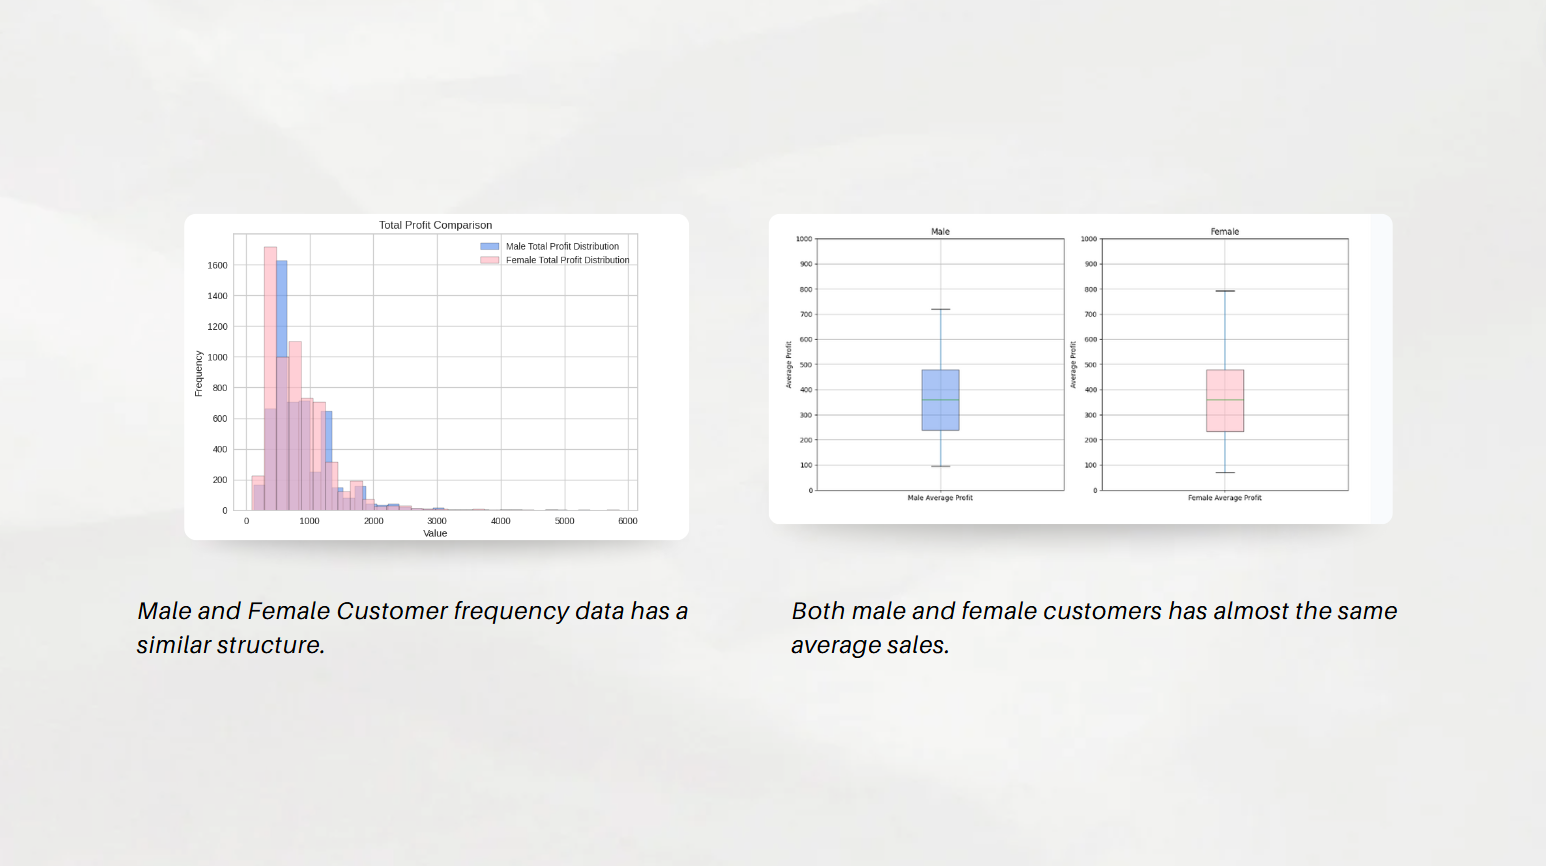 Total Profit Comparison
Male Total Profit Distribution
Female Total Profit Distribution
1600
1400
1200
1000
800
600
400
200
0
Frequency
0 1000 2000 3000 4000 5000 6000
Value
Male
1000
900
800
700
600
500
400
300
200
100
0
Average Profit
Male Average Profit
Female
1000
900
800
700
600
500
400
300
200
100
0
Average Profit
Female Average Profit
Male and Female Customer frequency data has a
similar structure.
Both male and female customers has almost the same
average sales.